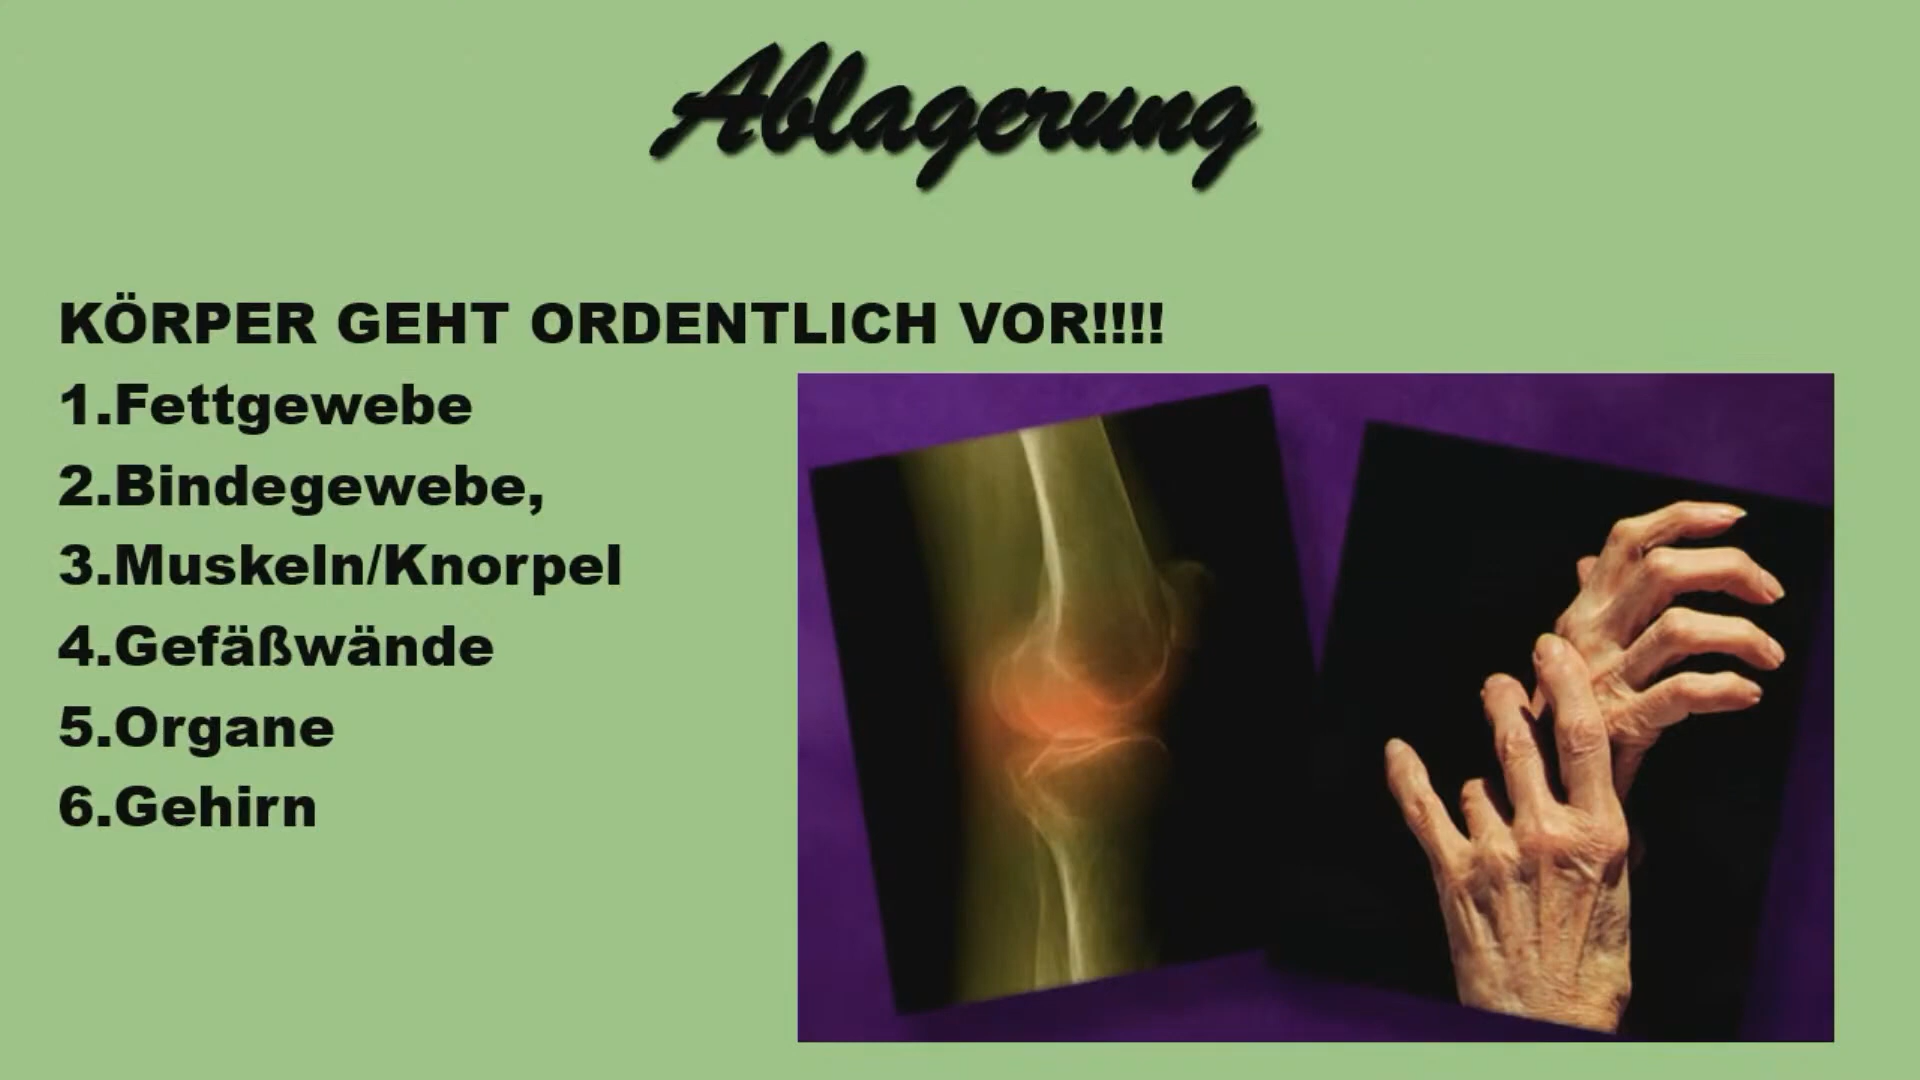 Ablagerung
KÖRPER GEHT ORDENTLICH VOR!!!!
1.Fettgewebe
2.Bindegewebe,
3.Muskeln/Knorpel
4.Gefäßwände
5.Organe
6.Gehirn